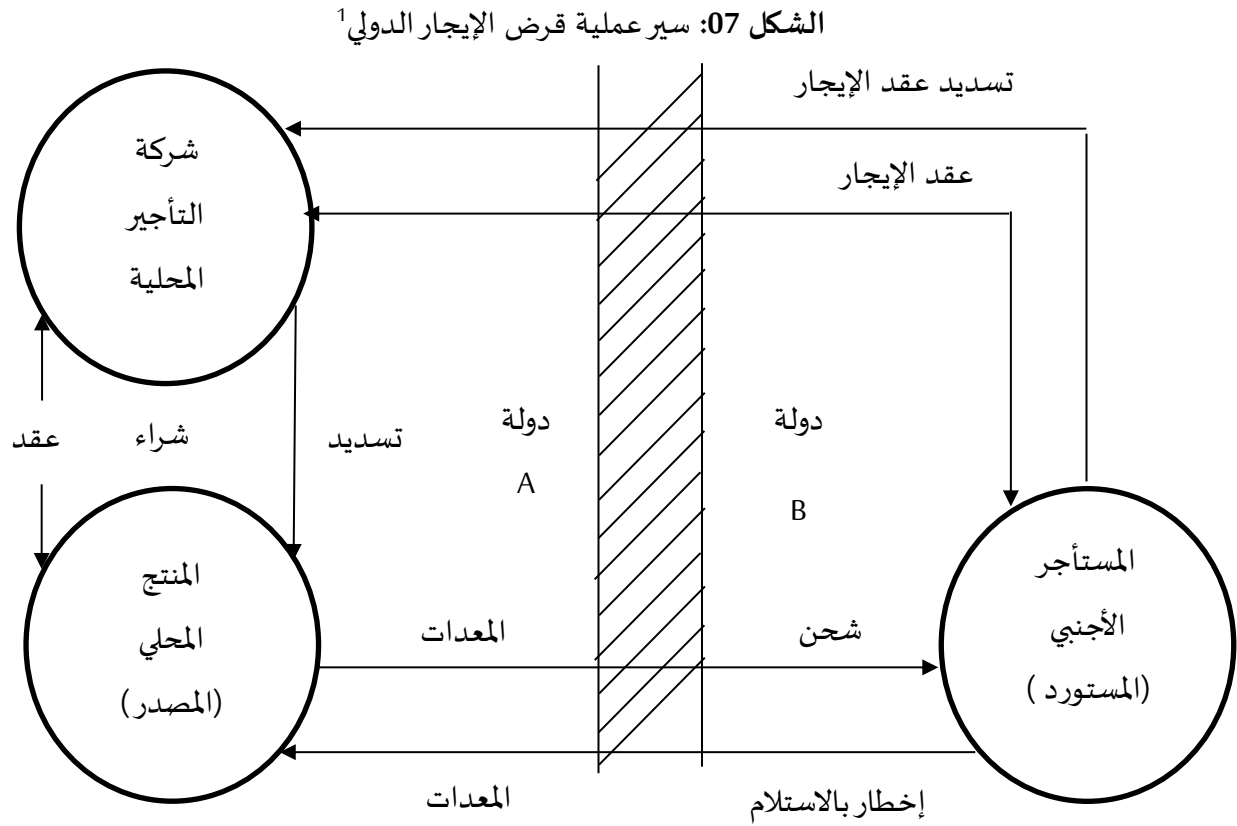 الشكل 07: سير عملية قرض الإيجار الدولي1
تسديد عقد الإيجار
عقد الإيجار
شركة
التأجير
المحلية
دولة
B
دولة
A
تسديد
شراء
عقد
المستأجر
الأجنبي
(المستورد )
المنتج
المحلي
(المصدر)
شحن
المعدات
إخطار بالاستلام
المعدات